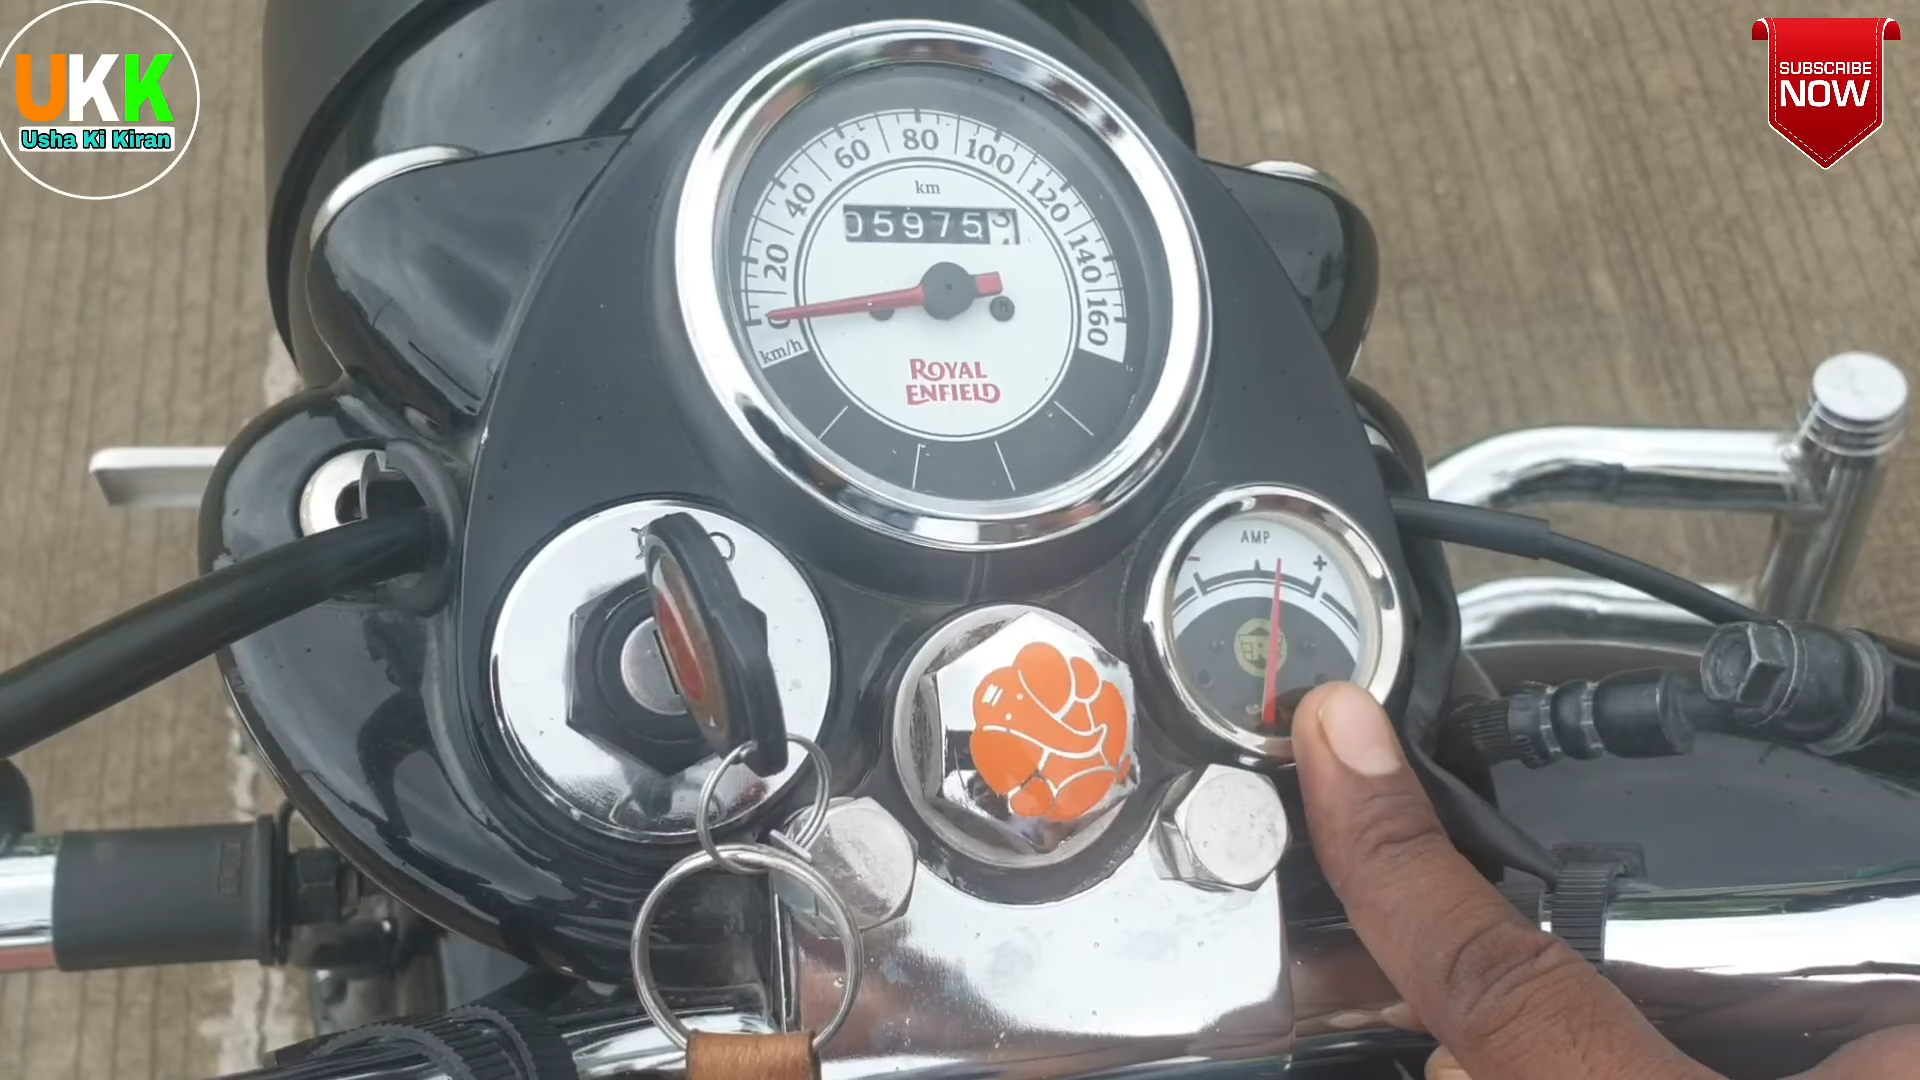 UKK
Usha Ki Kiran
SUBSCRIBE
NOW
20
40
60
80
100
120
140
160
km
05975
0
km/h
ROYAL
ENFIELD
AMP
- +